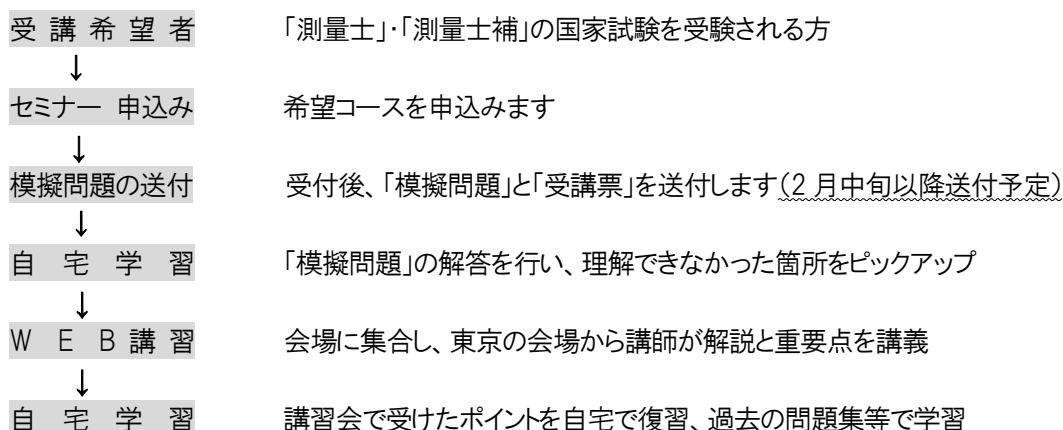 受 講 希 望 者 「測量士」・「測量士補」の国家試験を受験される方
↓
セミナー 申込み 希望コースを申込みます
↓
模擬問題の送付 受付後、「模擬問題」と「受講票」を送付します(2月中旬以降送付予定)
↓
自 宅 学 習 「模擬問題」の解答を行い、理解できなかった箇所をピックアップ
↓
W E B 講 習 会場に集合し、東京の会場から講師が解説と重要点を講義
↓
自 宅 学 習 講習会で受けたポイントを自宅で復習、過去の問題集等で学習